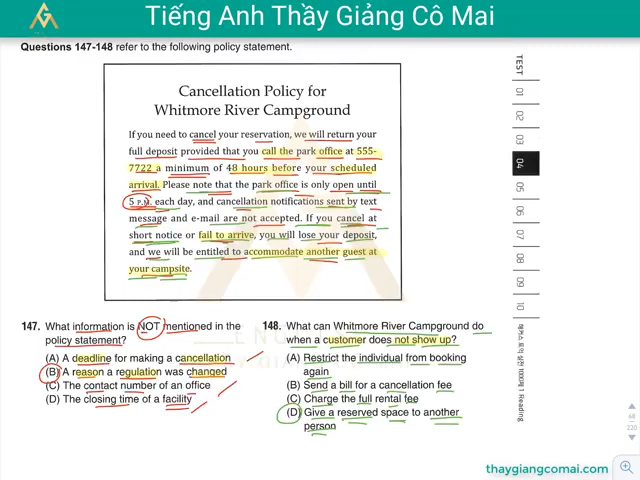 Tiếng Anh Thầy Giảng Cô Mai
Questions 147-148 refer to the following policy statement.
Cancellation Policy for
Whitmore River Campground
If you need to cancel your reservation, we will return your
full deposit provided that you call the park office at 555-
7722 a minimum of 48 hours before your scheduled
arrival. Please note that the park office is only open until
5 P.M. each day, and cancellation notifications sent by text
message and e-mail are not accepted. If you cancel at
short notice or fail to arrive, you will lose your deposit,
and we will be entitled to accommodate another guest at
your campsite.
147. What information is NOT mentioned in the
policy statement?
(A) A deadline for making a cancellation
(B) A reason a regulation was changed
(C) The contact number of an office
(D) The closing time of a facility
148. What can Whitmore River Campground do
when a customer does not show up?
(A) Restrict the individual from booking
again
(B) Send a bill for a cancellation fee
(C) Charge the full rental fee
(D) Give a reserved space to another
person
TEST
01
02
03
04
05
06
07
08
09
10
68
220
thaygiangcomai.com